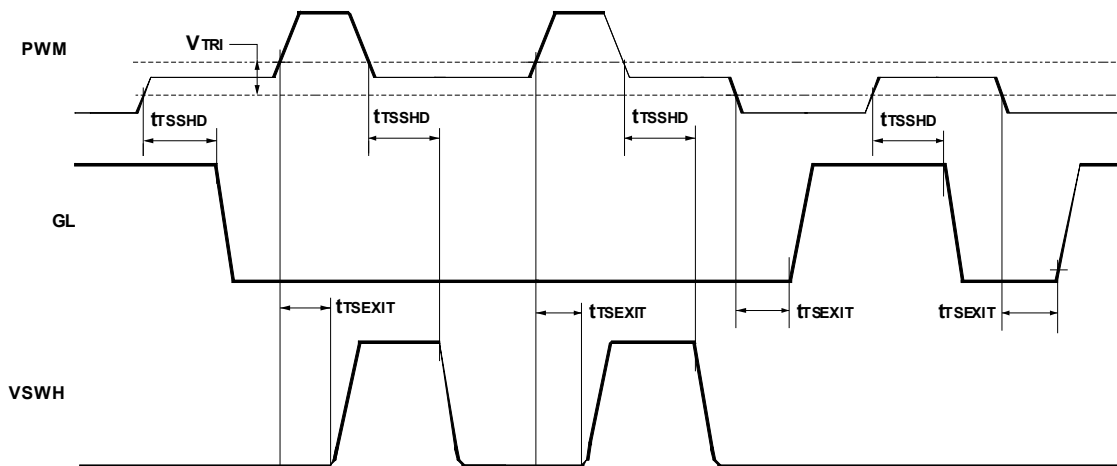 PWM
VTRI
tTSSHD
tTSSHD
tTSSHD
tTSSHD
GL
tTSEXIT
tTSEXIT
tTSEXIT
tTSEXIT
VSWH